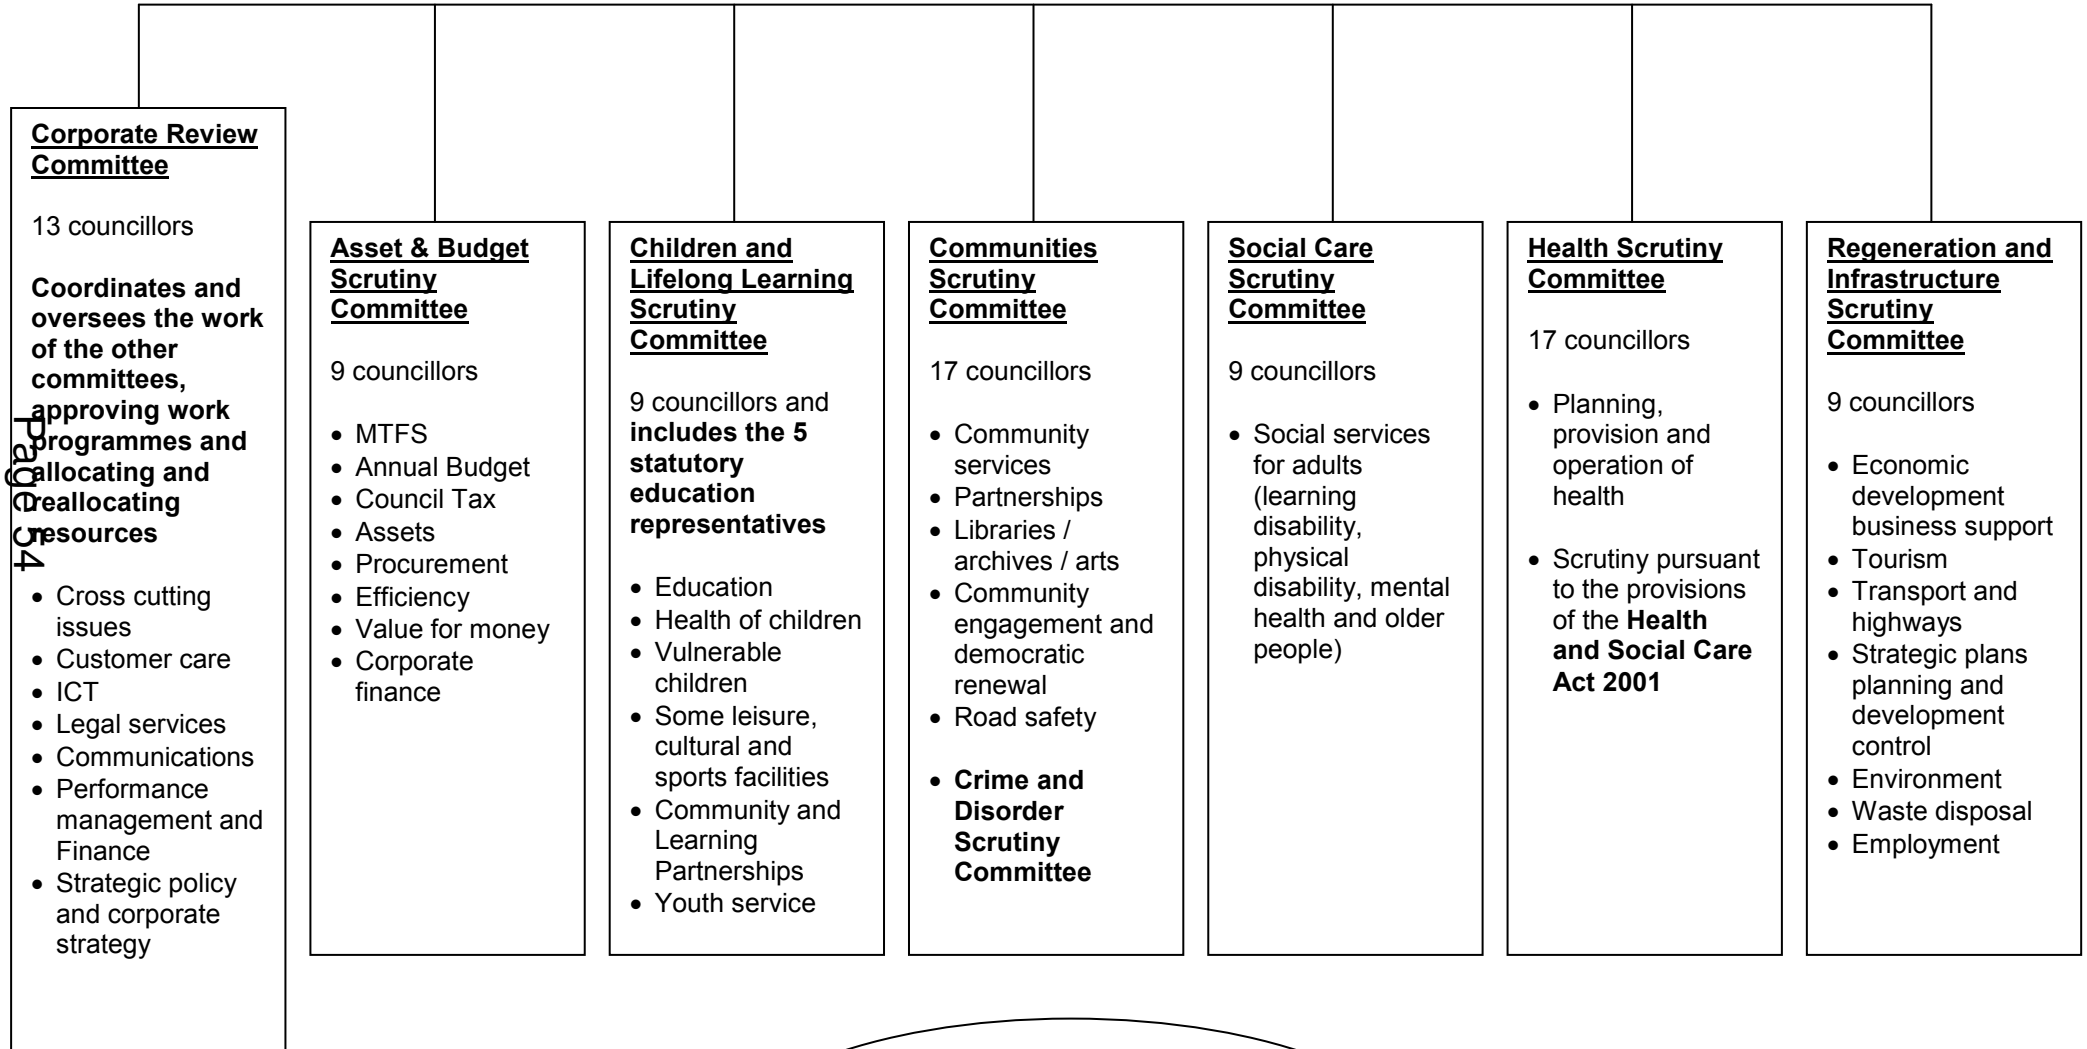 Corporate Review
Committee
13 councillors
Coordinates and
oversees the work
of the other
committees,
approving work
programmes and
allocating and
reallocating
resources
• Cross cutting
issues
• Customer care
• ICT
• Legal services
• Communications
• Performance
management and
Finance
• Strategic policy
and corporate
strategy
Page 54
Asset & Budget
Scrutiny
Committee
9 councillors
• MTFS
• Annual Budget
• Council Tax
• Assets
• Procurement
• Efficiency
• Value for money
• Corporate
finance
Children and
Lifelong Learning
Scrutiny
Committee
9 councillors and
includes the 5
statutory
education
representatives
• Education
• Health of children
• Vulnerable
children
• Some leisure,
cultural and
sports facilities
• Community and
Learning
Partnerships
• Youth service
Communities
Scrutiny
Committee
17 councillors
• Community
services
• Partnerships
• Libraries /
archives / arts
• Community
engagement and
democratic
renewal
• Road safety
• Crime and
Disorder
Scrutiny
Committee
Social Care
Scrutiny
Committee
9 councillors
• Social services
for adults
(learning
disability,
physical
disability, mental
health and older
people)
Health Scrutiny
Committee
17 councillors
• Planning,
provision and
operation of
health
• Scrutiny pursuant
to the provisions
of the Health
and Social Care
Act 2001
Regeneration and
Infrastructure
Scrutiny
Committee
9 councillors
• Economic
development
business support
• Tourism
• Transport and
highways
• Strategic plans
planning and
development
control
• Environment
• Waste disposal
• Employment